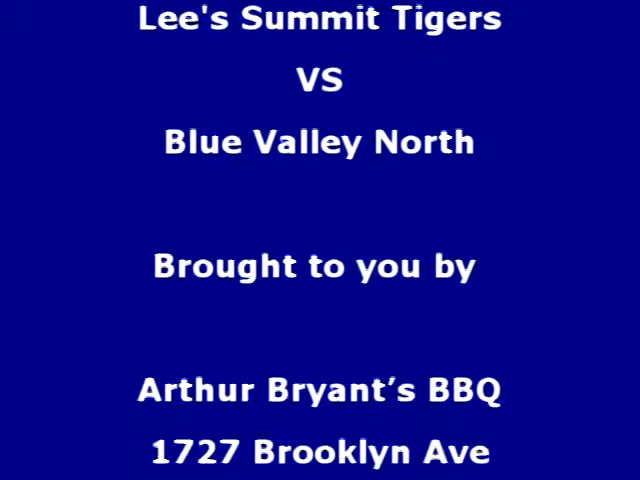 Lee's Summit Tigers
VS
Blue Valley North
Brought to you by
Arthur Bryant’s BBQ
1727 Brooklyn Ave